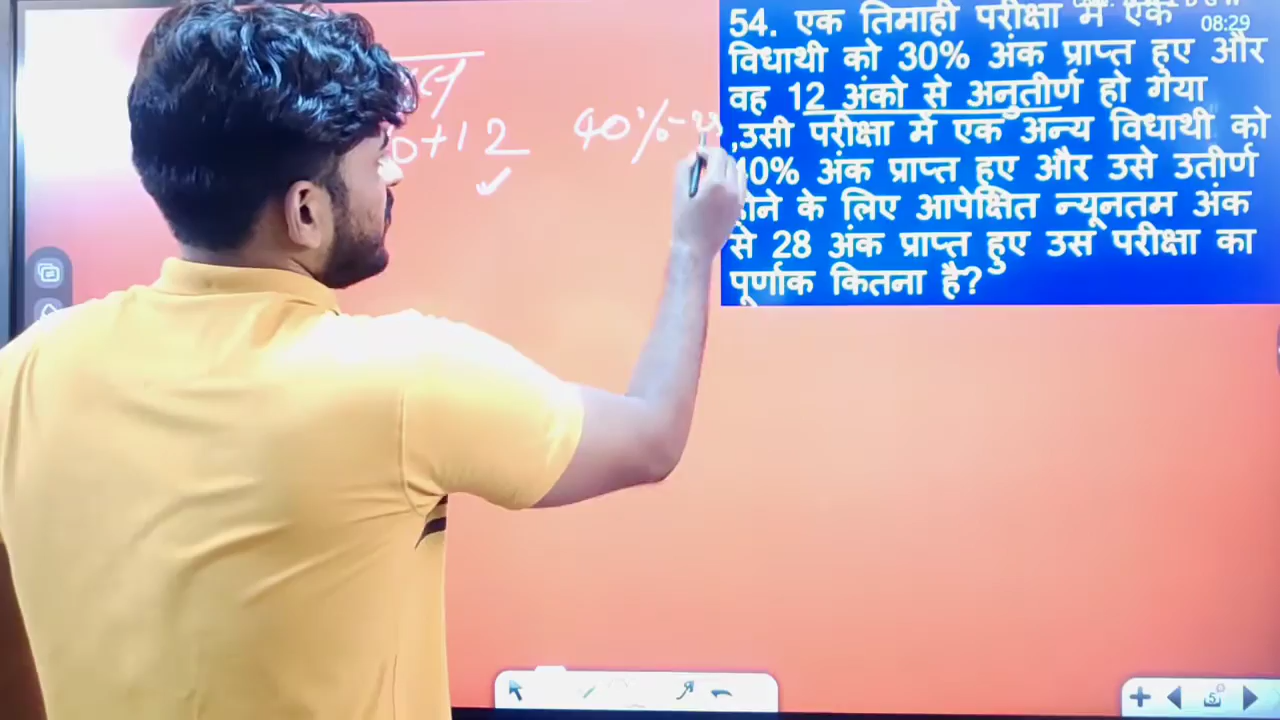 54. एक तिमाही परीक्षा में एक
08:29
विधाथी को 30% अंक प्राप्त हुए और
वह 12 अंको से अनुतीर्ण हो गया
,उसी परीक्षा में एक अन्य विधाथी को
40% अंक प्राप्त हुए और उसे उतीर्ण
होने के लिए आपेक्षित न्यूनतम अंक
से 28 अंक प्राप्त हुए उस परीक्षा का
पूर्णाक कितना है?
+12 40%-
5